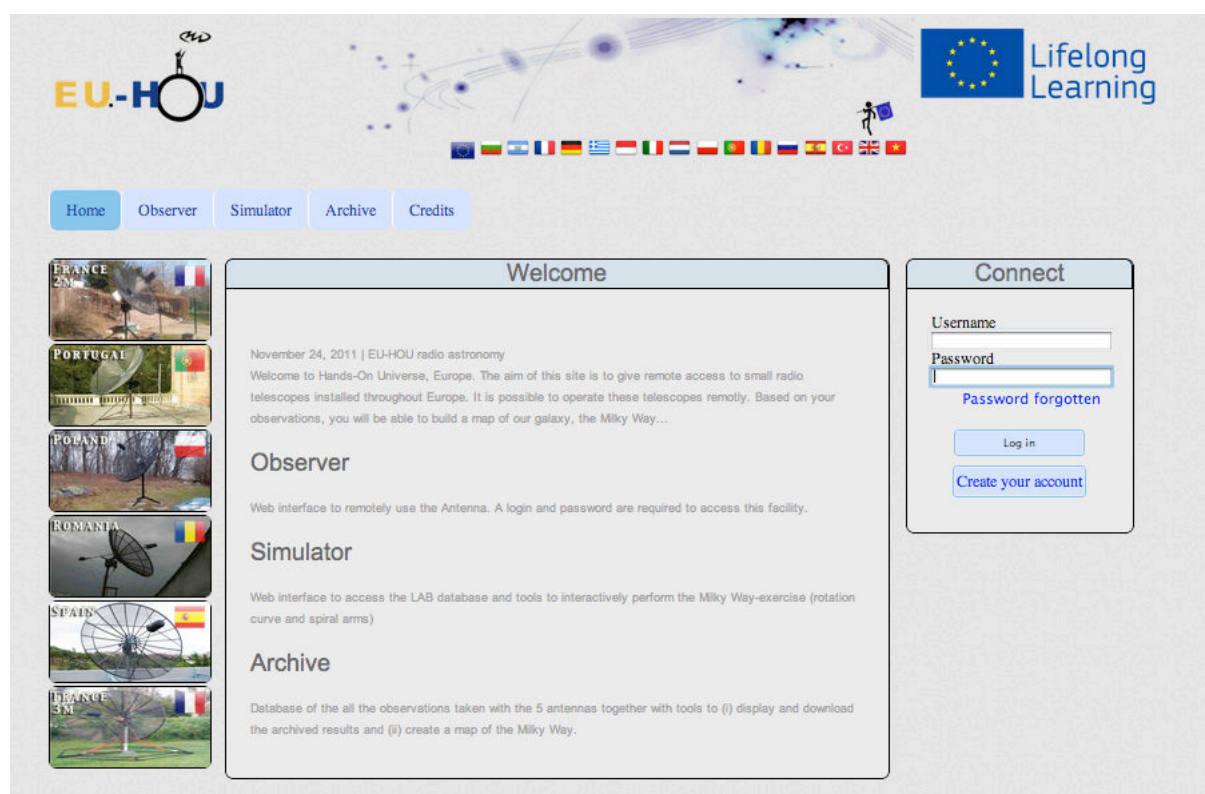 EU.-HOU
Lifelong
Learning
Home
Observer
Simulator
Archive
Credits
FRANCE
2M
PORTUGAL
POLAND
ROMANIA
SPAIN
FRANCE
3M
Welcome
November 24, 2011 | EU-HOU radio astronomy
Welcome to Hands-On Universe, Europe. The aim of this site is to give remote access to small radio
telescopes installed throughout Europe. It is possible to operate these telescopes remotly. Based on your
observations, you will be able to build a map of our galaxy, the Milky Way...
Observer
Web interface to remotely use the Antenna. A login and password are required to access this facility.
Simulator
Web interface to access the LAB database and tools to interactively perform the Milky Way-exercise (rotation
curve and spiral arms)
Archive
Database of the all the observations taken with the 5 antennas together with tools to (i) display and download
the archived results and (ii) create a map of the Milky Way.
Connect
Username
Password
Password forgotten
Log in
Create your account